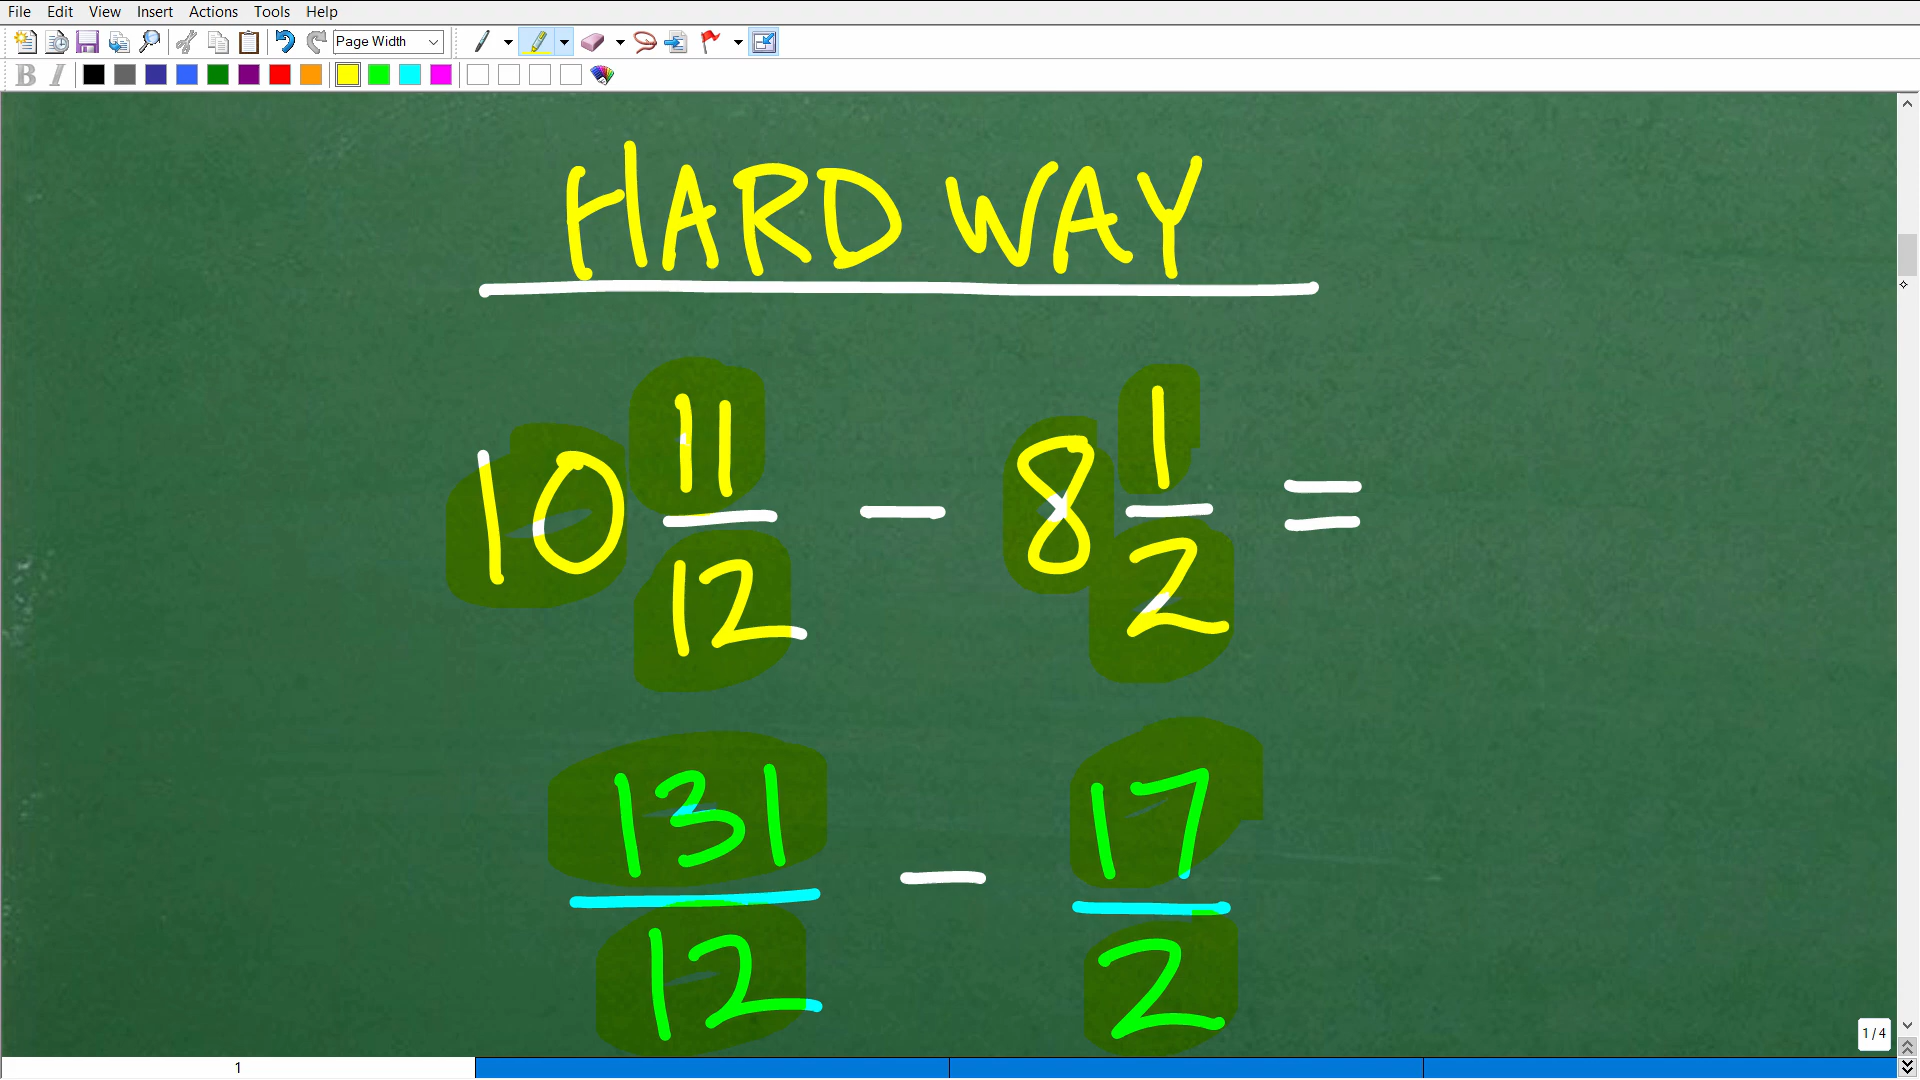 File Edit View Insert Actions Tools Help
Page Width
B I
HARD WAY
10 11/12 - 8 1/2 =
131/12 - 17/2
1 / 4
1